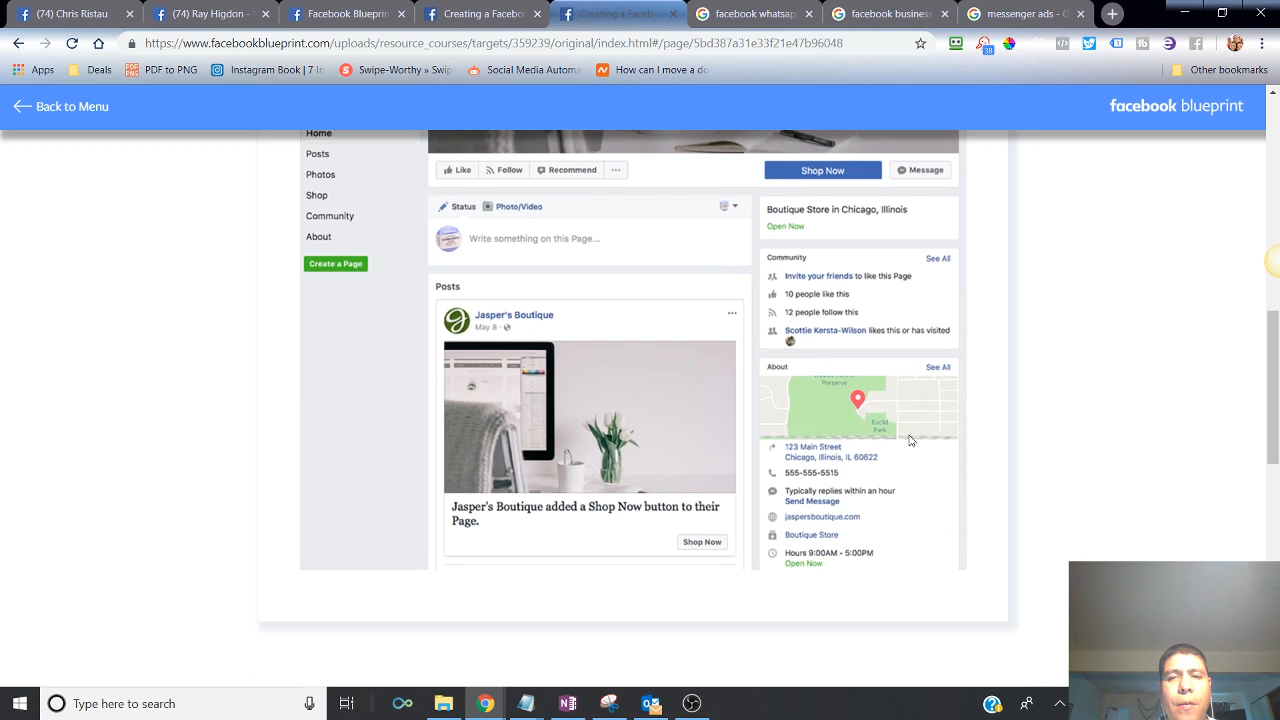 (74) Play
(74) Ray Higdon -
Facebook Blueprin
Creating a Faceboo
Creating a Faceboo
facebook whatsap
facebook business
messenger ads - G
https://www.facebookblueprint.com/uploads/resource_courses/targets/359239/original/index.html#/page/5bd387a31e33f21e47b96048
38
Apps
Deals
PDF to PNG
Instagram Book | 7 In
Swipe-Worthy » Swip
Social Media Automa
How can I move a do
Other bookmarks
Back to Menu
facebook blueprint
Home
Posts
Photos
Shop
Community
About
Create a Page
Like
Follow
Recommend
Shop Now
Message
Status
Photo/Video
Write something on this Page...
Posts
Jasper's Boutique
May 8
Jasper's Boutique added a Shop Now button to their
Page.
Shop Now
Boutique Store in Chicago, Illinois
Open Now
Community
See All
Invite your friends to like this Page
10 people like this
12 people follow this
Scottie Kersta-Wilson likes this or has visited
About
See All
Preserve
Euclid
Park
123 Main Street
Chicago, Illinois, IL 60622
555-555-5515
Typically replies within an hour
Send Message
jaspersboutique.com
Boutique Store
Hours 9:00AM - 5:00PM
Open Now
Type here to search